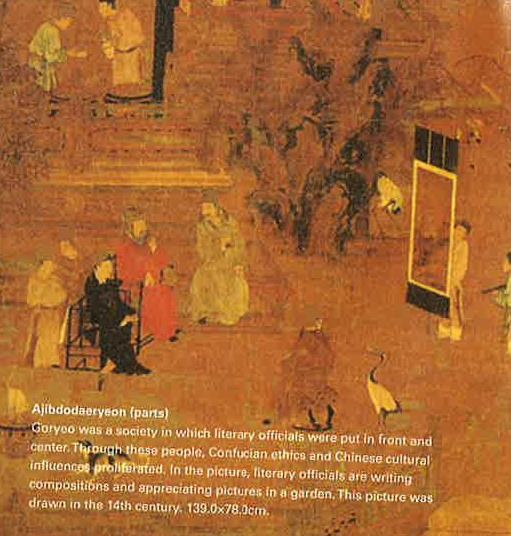 Ajibdodaeryeon (parts)
Goryeo was a society in which literary officials were put in front and
center. Through these people, Confucian ethics and Chinese cultural
influences proliferated. In the picture, literary officials are writing
compositions and appreciating pictures in a garden. This picture was
drawn in the 14th century. 139.0×78.0cm.